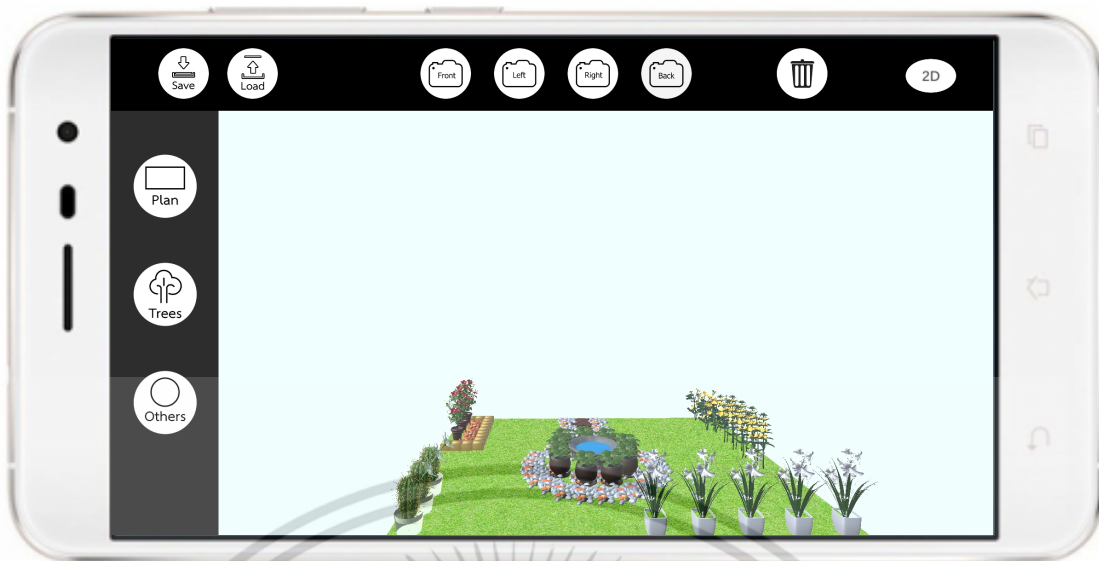 Save
Load
Front
Left
Right
Back
2D
Plan
Trees
Others